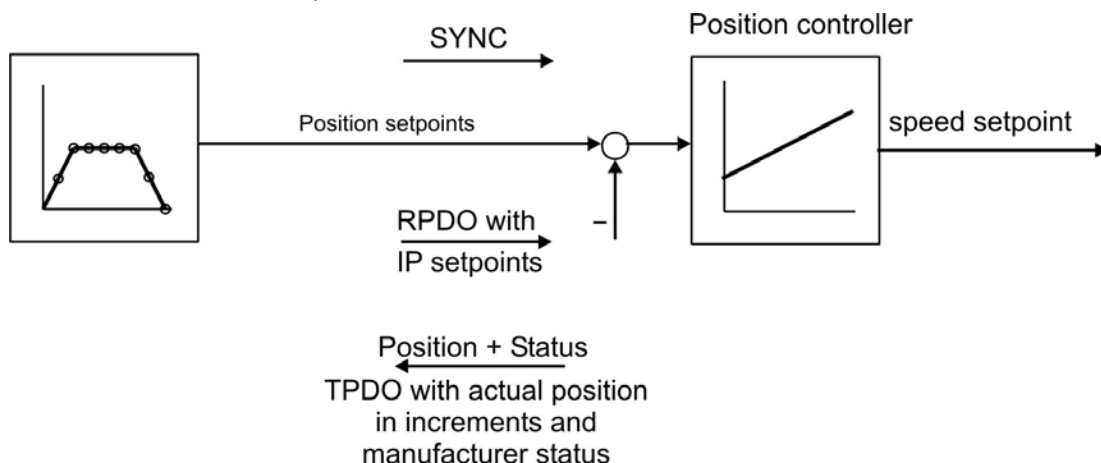 Position controller
SYNC
Position setpoints
speed setpoint
RPDO with
IP setpoints
–
Position + Status
TPDO with actual position
in increments and
manufacturer status